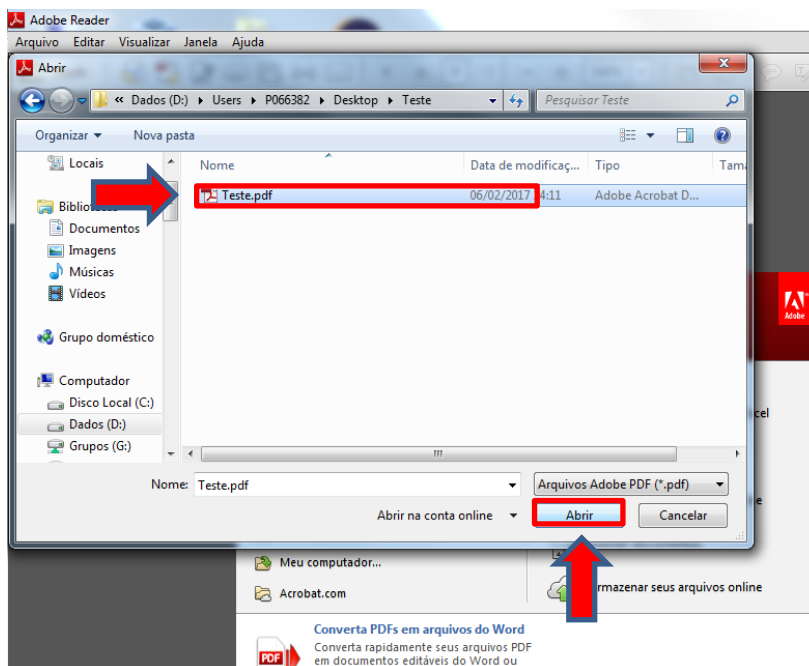 Adobe Reader
Arquivo Editar Visualizar Janela Ajuda
Abrir
« Dados (D:) Users P066382 Desktop Teste Pesquisar Teste
Organizar Nova pasta
Locais
Documentos
Imagens
Músicas
Vídeos
Grupo doméstico
Computador
Disco Local (C:)
Dados (D:)
Grupos (G:)
Nome Data de modificaç... Tipo
Teste.pdf 06/02/2017 Adobe Acrobat D...
Nome: Teste.pdf Arquivos Adobe PDF (*.pdf)
Abrir na conta online Abrir Cancelar
Adobe
Meu computador...
Acrobat.com
seus arquivos online
Converta PDFs em arquivos do Word
Converta rapidamente seus arquivos PDF
em documentos editáveis do Word ou
PDF